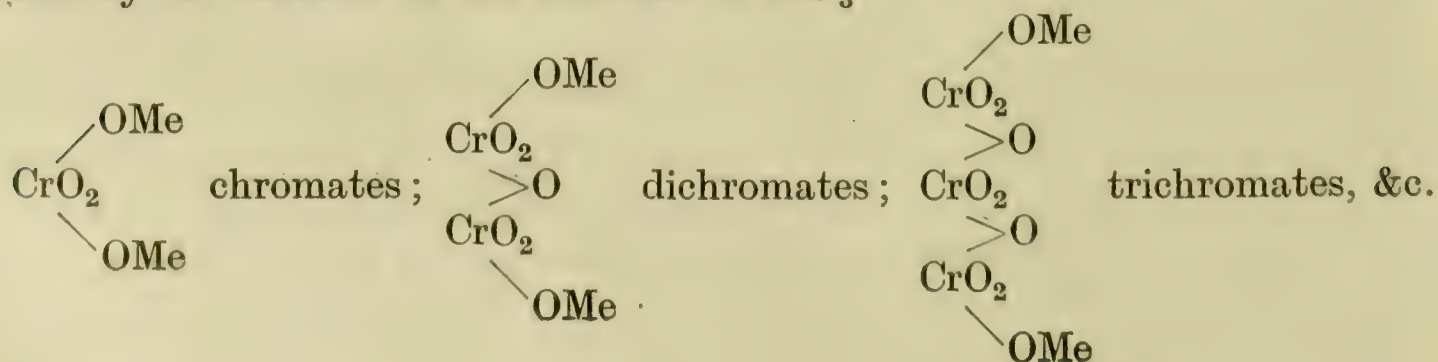 OMe
CrO₂
OMe
chromates;
OMe
CrO₂
>O
CrO₂
OMe
dichromates;
OMe
CrO₂
>O
CrO₂
>O
CrO₂
OMe
trichromates, &c.